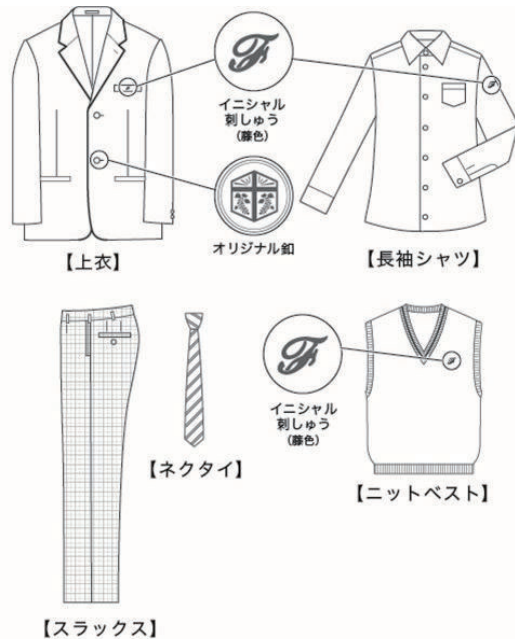 F
イニシャル
刺しゅう
(藤色)
オリジナル釦
【上衣】
【長袖シャツ】
F
イニシャル
刺しゅう
(藤色)
【ネクタイ】
【ニットベスト】
【スラックス】